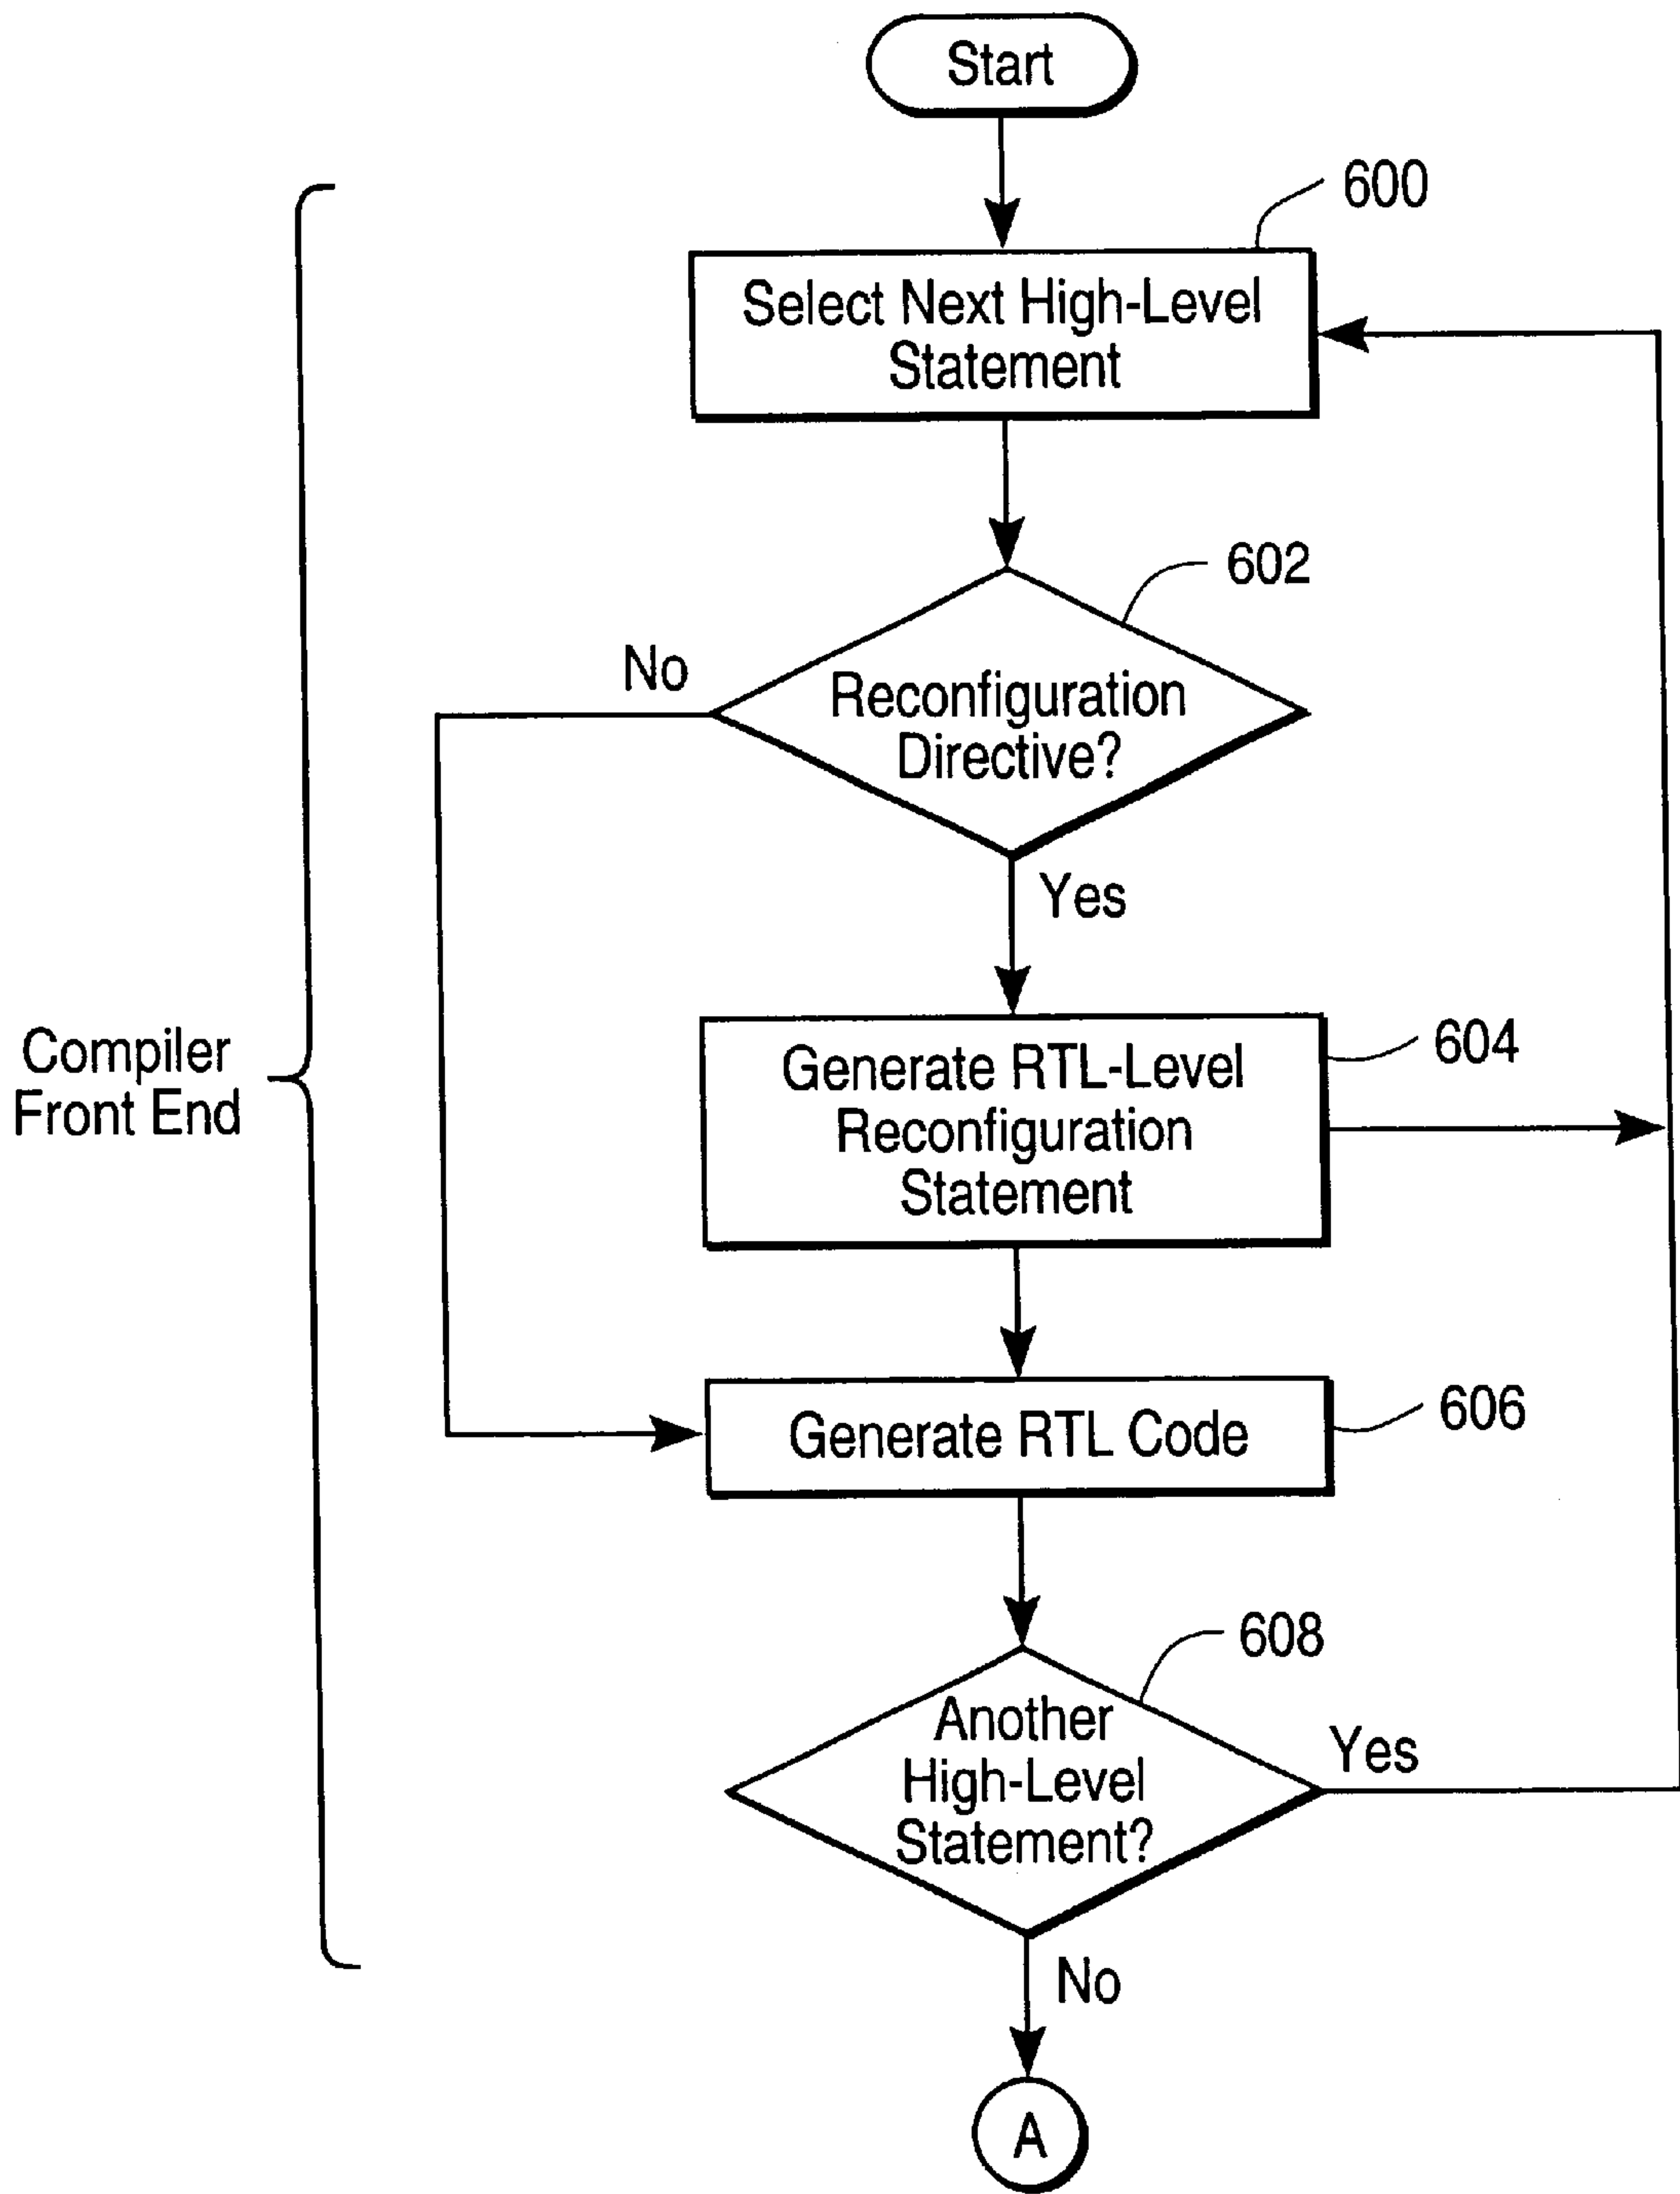 Start
600
Select Next High-Level
Statement
602
No
Reconfiguration
Directive?
Yes
Compiler
Front End
604
Generate RTL-Level
Reconfiguration
Statement
606
Generate RTL Code
608
Another
High-Level
Statement?
Yes
No
A